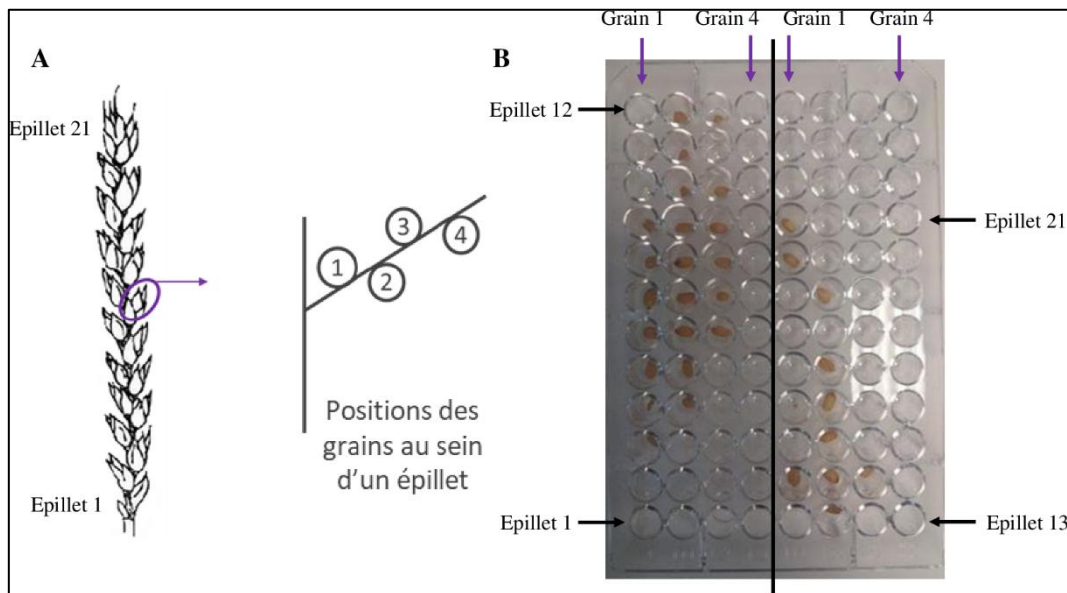 A
Epillet 21
Epillet 1
1
2
3
4
Positions des
grains au sein
d'un épillet
B
Grain 1
Grain 4
Grain 1
Grain 4
Epillet 12
Epillet 21
Epillet 1
Epillet 13